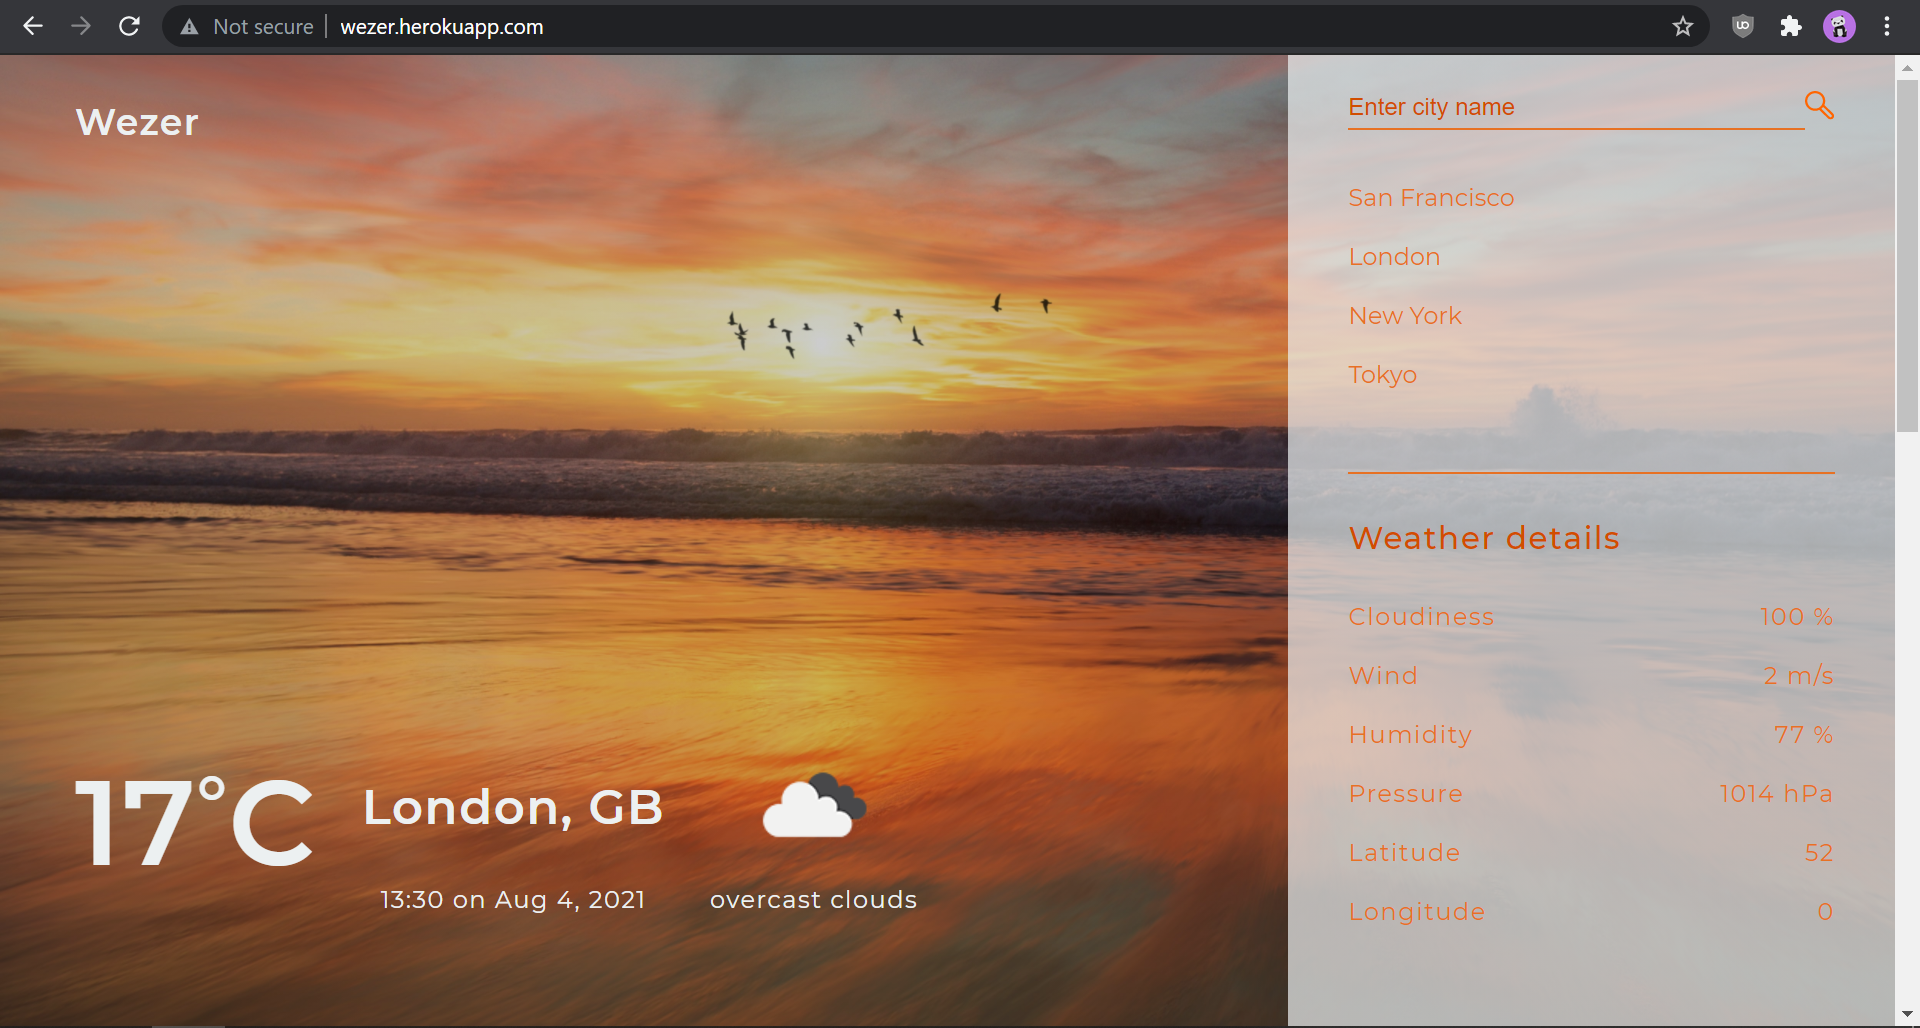 Not secure
wezer.herokuapp.com
Wezer
17°C
London, GB
13:30 on Aug 4, 2021
overcast clouds
Enter city name
San Francisco
London
New York
Tokyo
Weather details
Cloudiness 100 %
Wind 2 m/s
Humidity 77 %
Pressure 1014 hPa
Latitude 52
Longitude 0